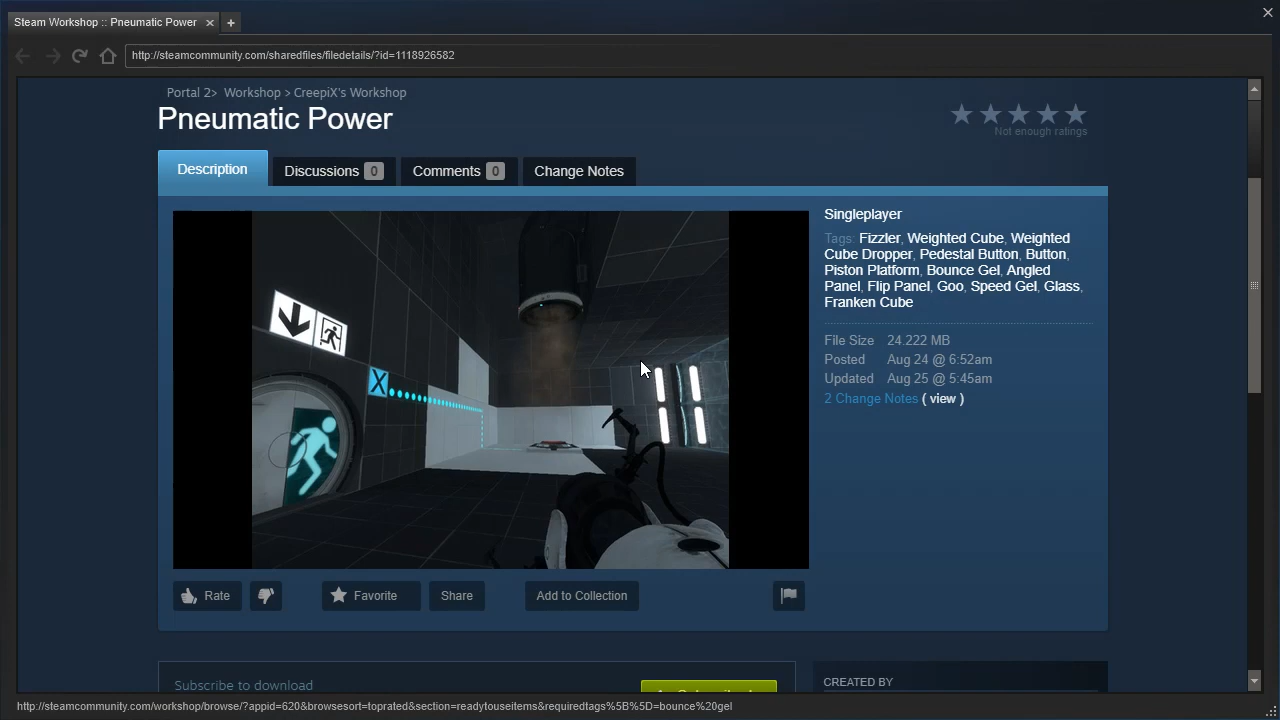 Steam Workshop :: Pneumatic Power
http://steamcommunity.com/sharedfiles/filedetails/?id=1118926582
Portal 2> Workshop > CreepiX's Workshop
Pneumatic Power
Not enough ratings
Description
Discussions 0
Comments 0
Change Notes
X
Singleplayer
Tags: Fizzler, Weighted Cube, Weighted
Cube Dropper, Pedestal Button, Button,
Piston Platform, Bounce Gel, Angled
Panel, Flip Panel, Goo, Speed Gel, Glass,
Franken Cube
File Size 24.222 MB
Posted Aug 24 @ 6:52am
Updated Aug 25 @ 5:45am
2 Change Notes ( view )
Rate
Favorite
Share
Add to Collection
Subscribe to download
CREATED BY
http://steamcommunity.com/workshop/browse/?appid=620&browsesort=toprated&section=readytouseitems&requiredtags%5B%5D=bounce%20gel